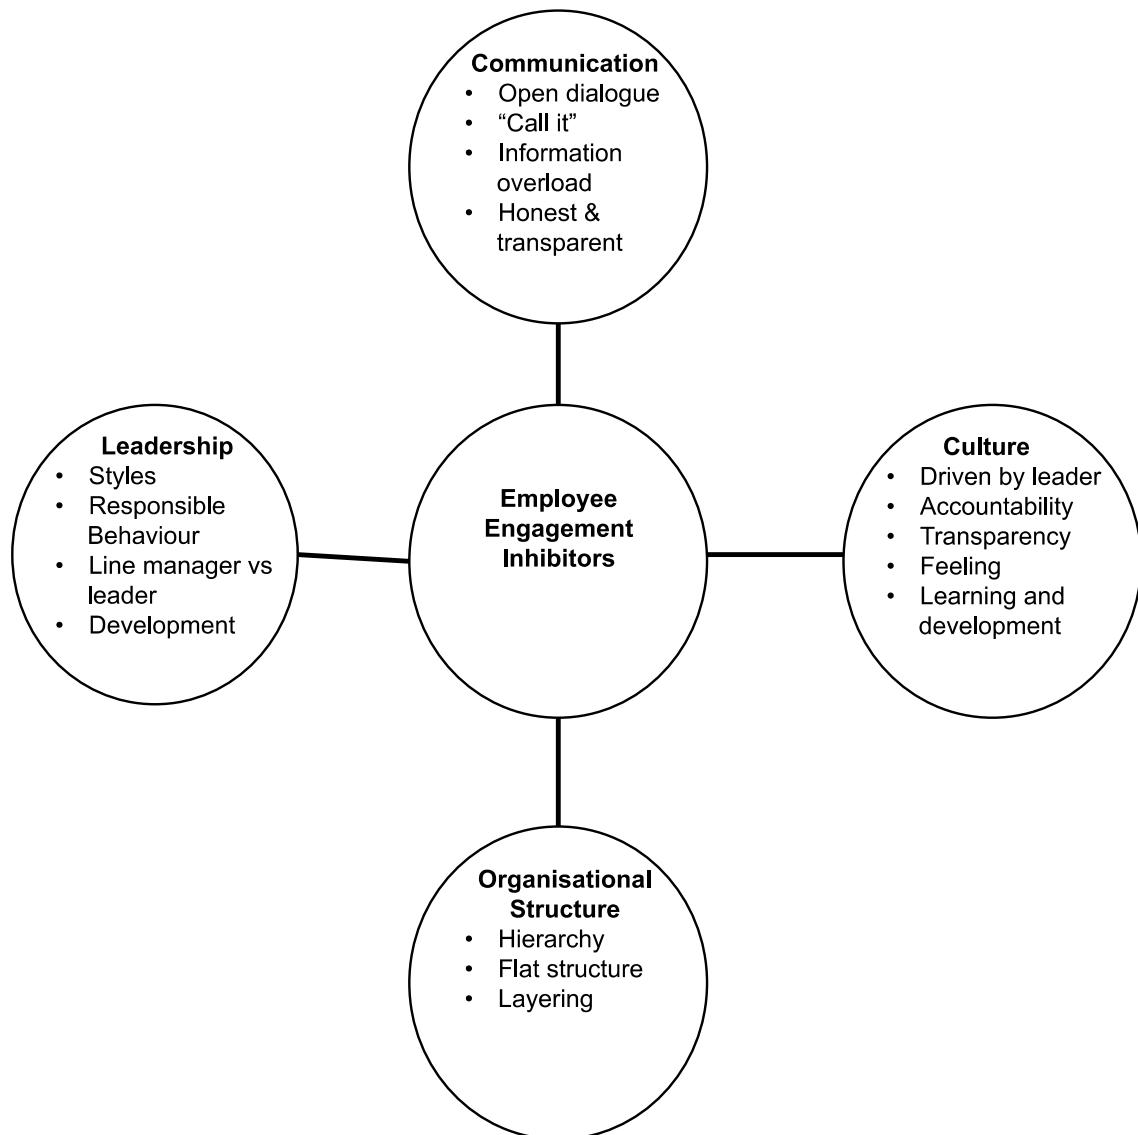 Communication
• Open dialogue
• “Call it”
• Information
overload
• Honest &
transparent
Leadership
• Styles
• Responsible
Behaviour
• Line manager vs
leader
• Development
Employee
Engagement
Inhibitors
Culture
• Driven by leader
• Accountability
• Transparency
• Feeling
• Learning and
development
Organisational
Structure
• Hierarchy
• Flat structure
• Layering